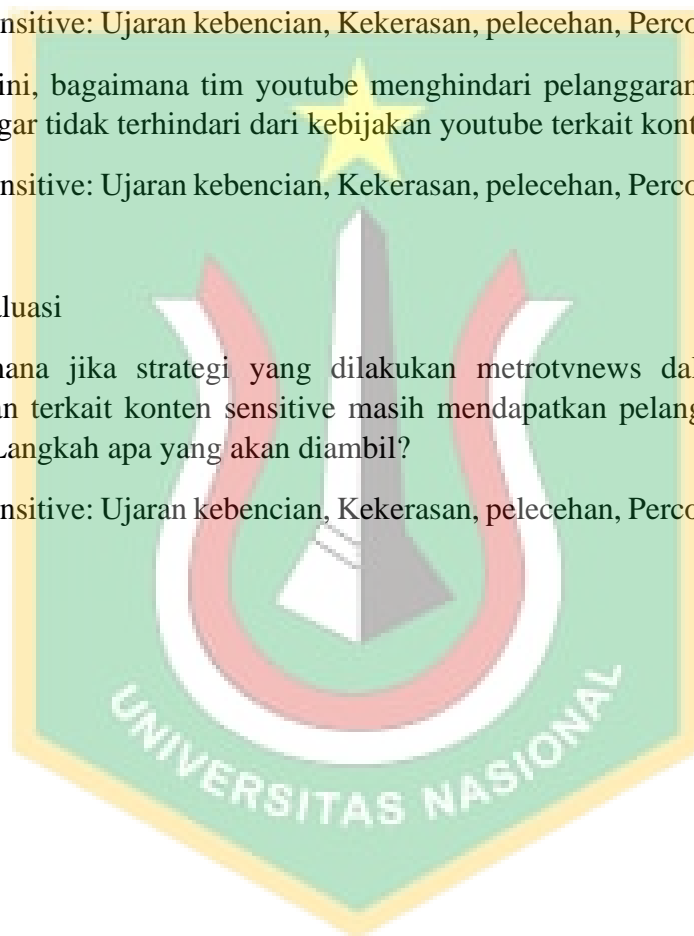 nsitive: Ujaran kebencian, Kekerasan, pelecehan, Perco
ini, bagaimana tim youtube menghindari pelanggaran
gar tidak terhindari dari kebijakan youtube terkait kont
nsitive: Ujaran kebencian, Kekerasan, pelecehan, Perco
luasi
nana jika strategi yang dilakukan metrotvnews dal
an terkait konten sensitive masih mendapatkan pelang
Langkah apa yang akan diambil?
nsitive: Ujaran kebencian, Kekerasan, pelecehan, Perco
UNIVERSITAS NASIONAL